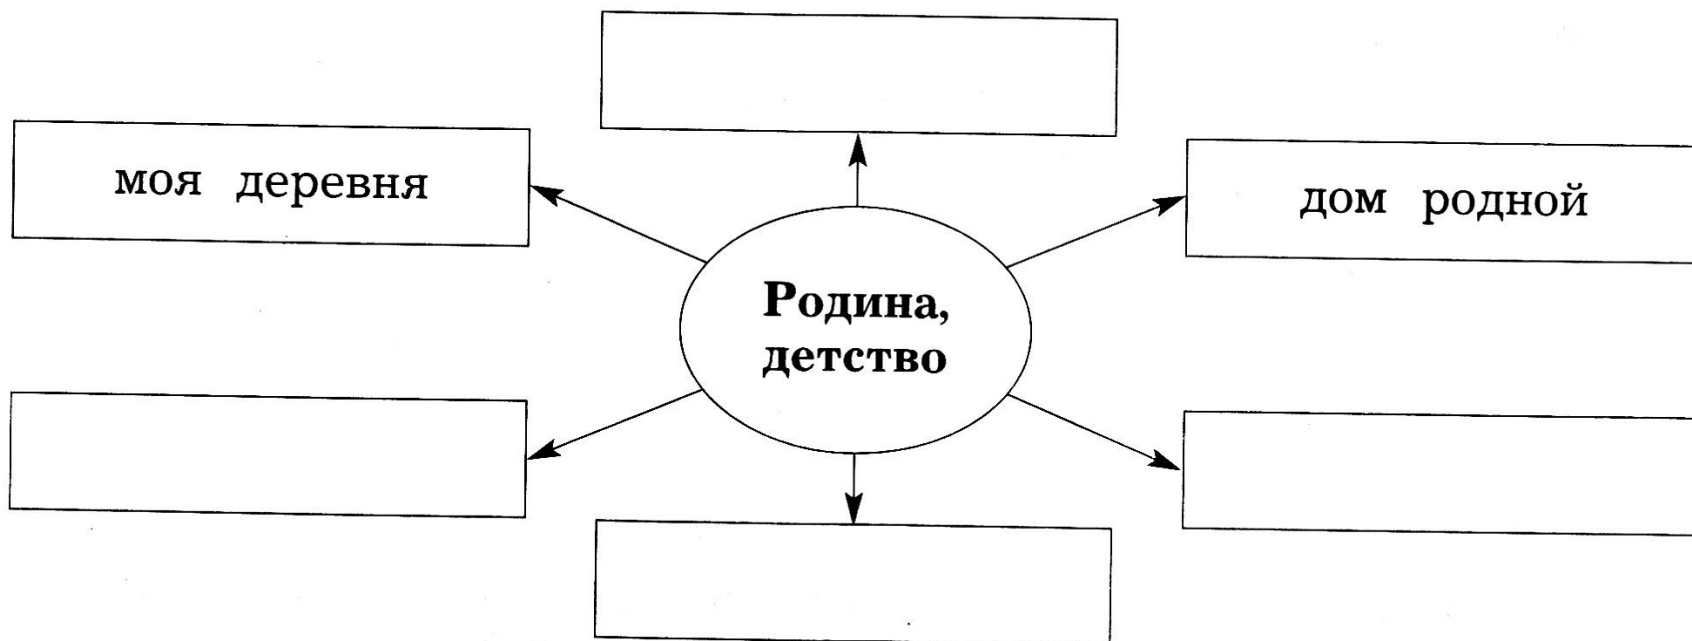 моя деревня
дом родной
Родина,
детство